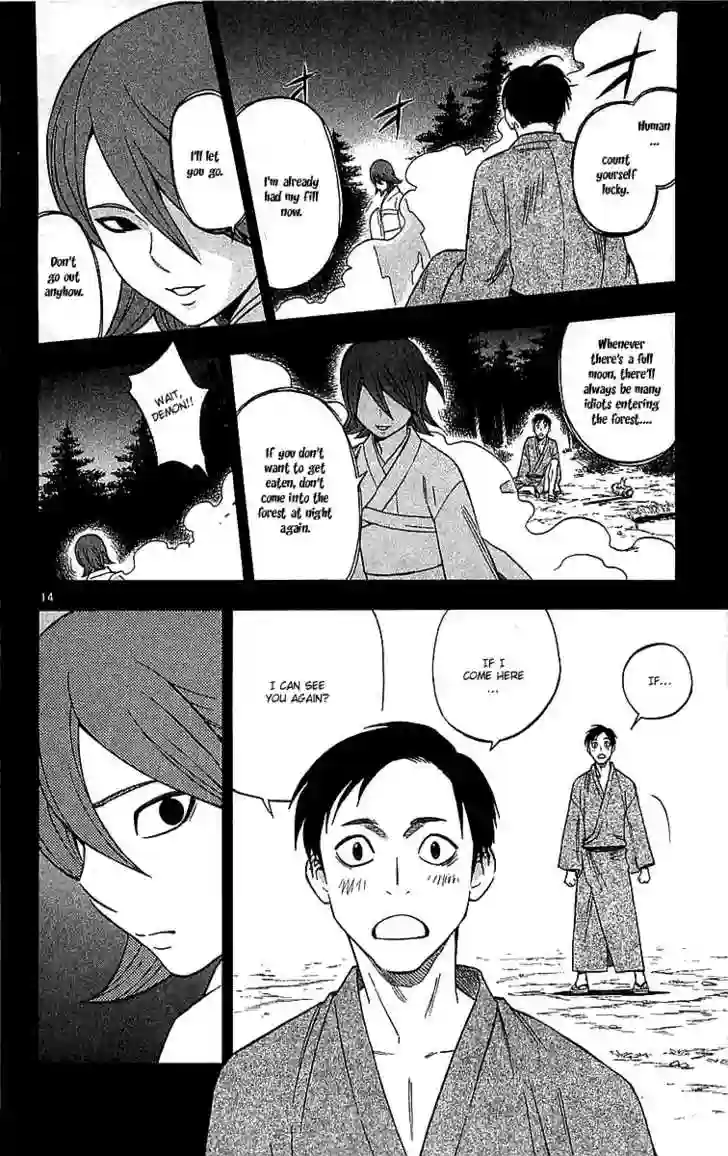 Human
...
count
yourself
lucky.
オ
オ
I'm already
had my fill
now.
I'll let
you go.
Don't
go out
anyhow.
Whenever
there's a full
moon, there'll
always be many
idiots entering
the forest....
If you don't
want to get
eaten, don't
come into the
forest at night
again.
WAIT,
DEMON!!
14
IF...
IF I
COME HERE
...
I CAN SEE
YOU AGAIN?